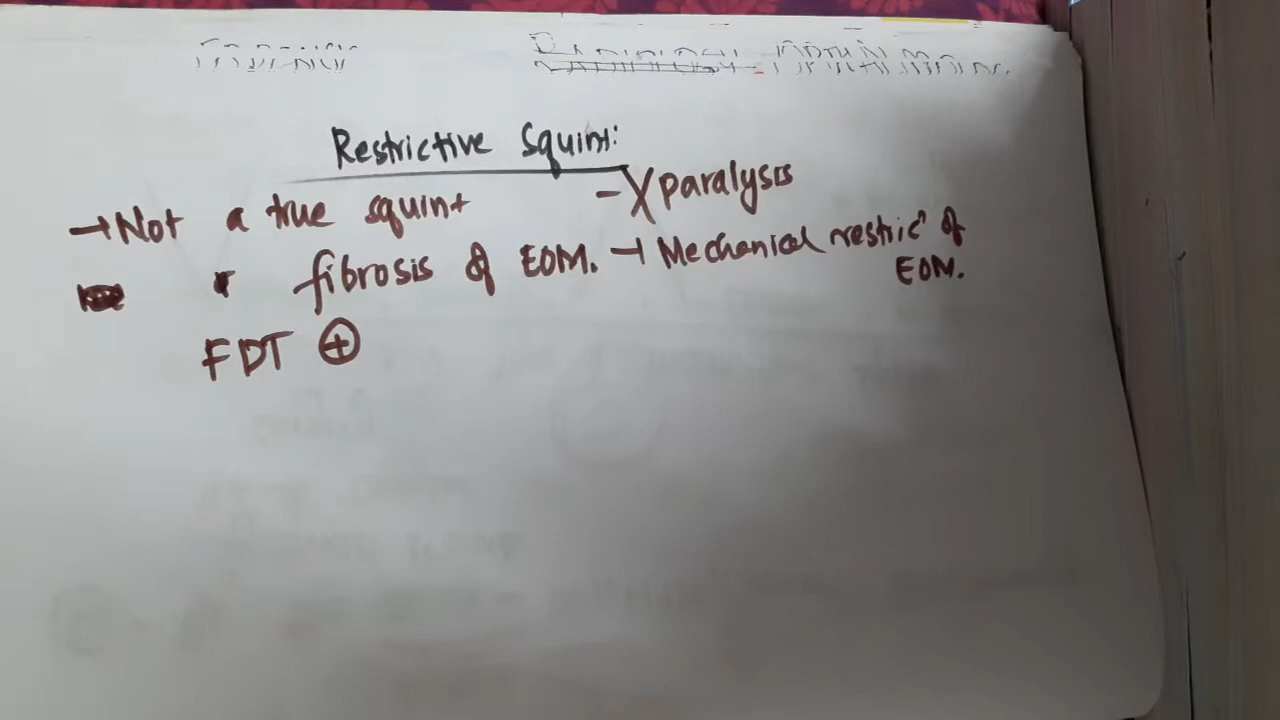 Restrictive Squint:
→ Not a true squint - X paralysis
fibrosis of EOM. → Mechanical restricⁿ of
EOM.
FDT ⊕